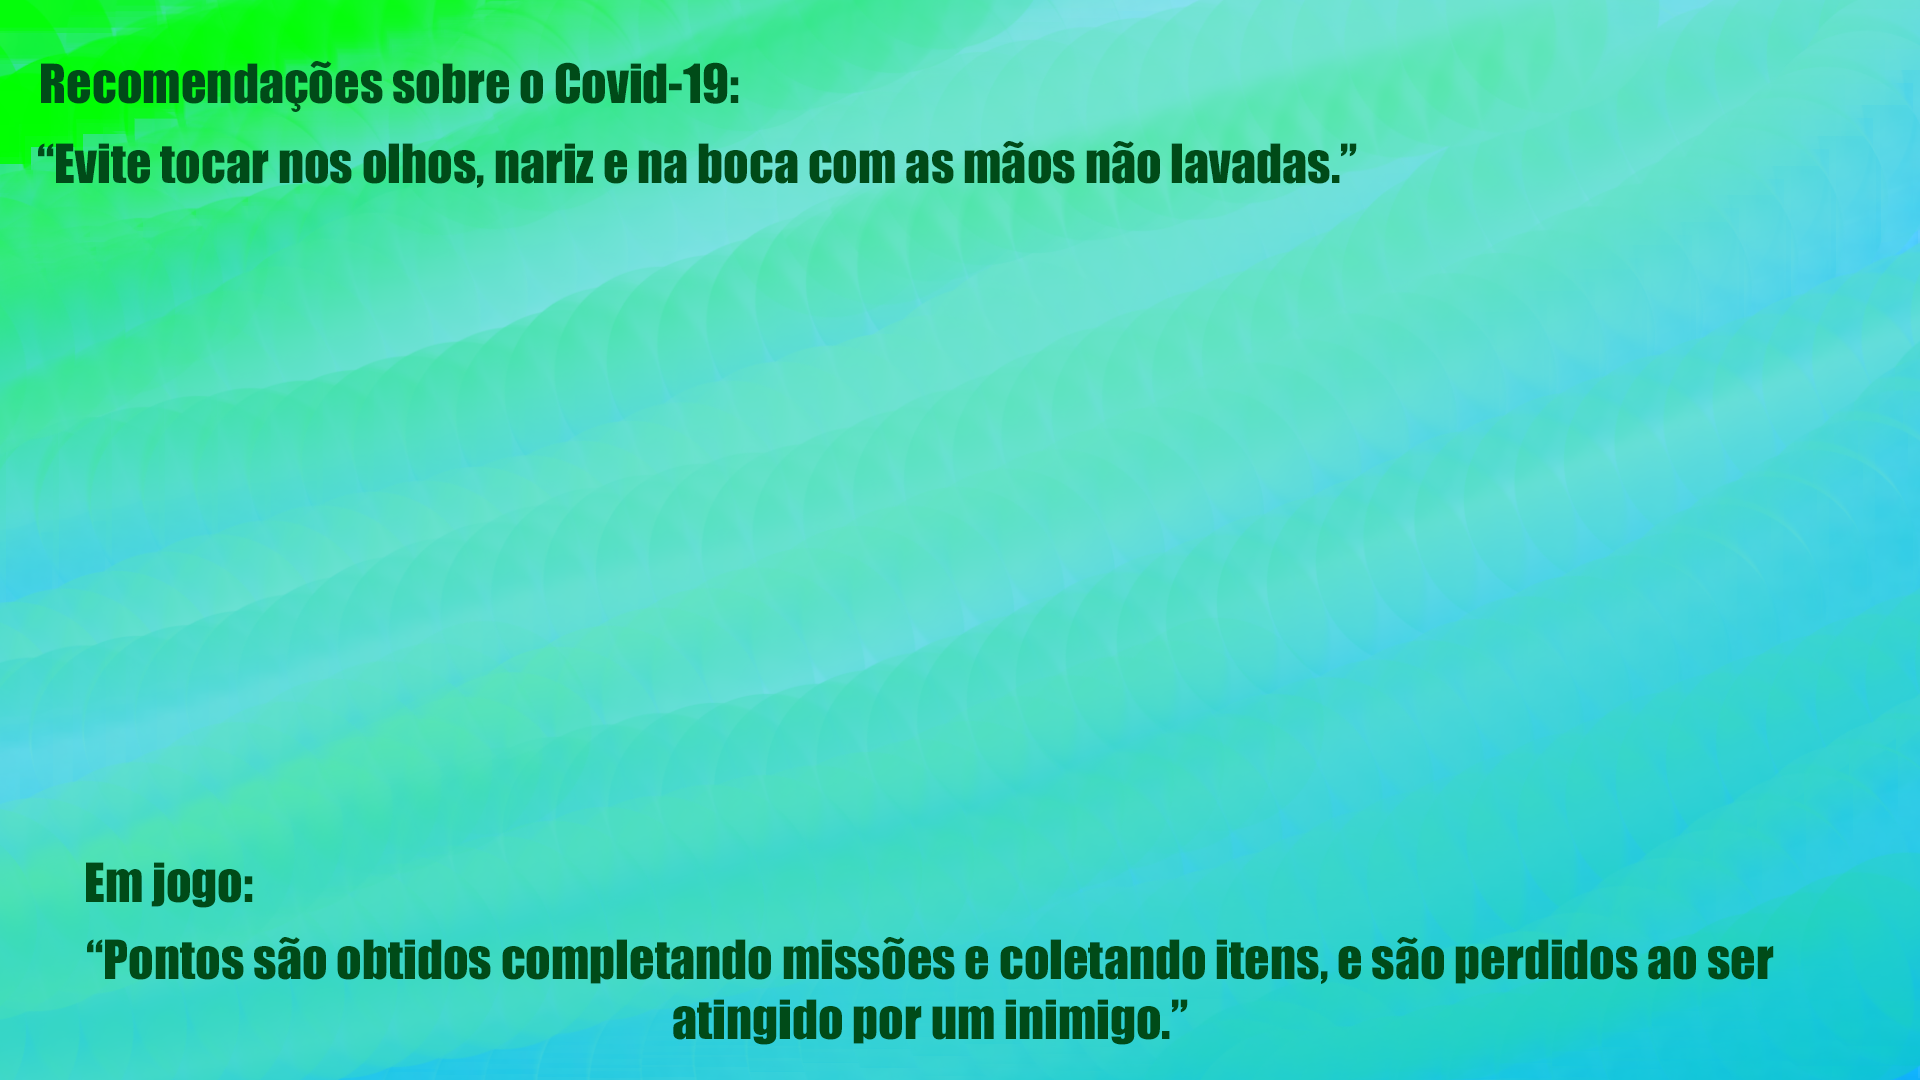 Recomendações sobre o Covid-19:
“Evite tocar nos olhos, nariz e na boca com as mãos não lavadas.”
Em jogo:
“Pontos são obtidos completando missões e coletando itens, e são perdidos ao ser
atingido por um inimigo.”